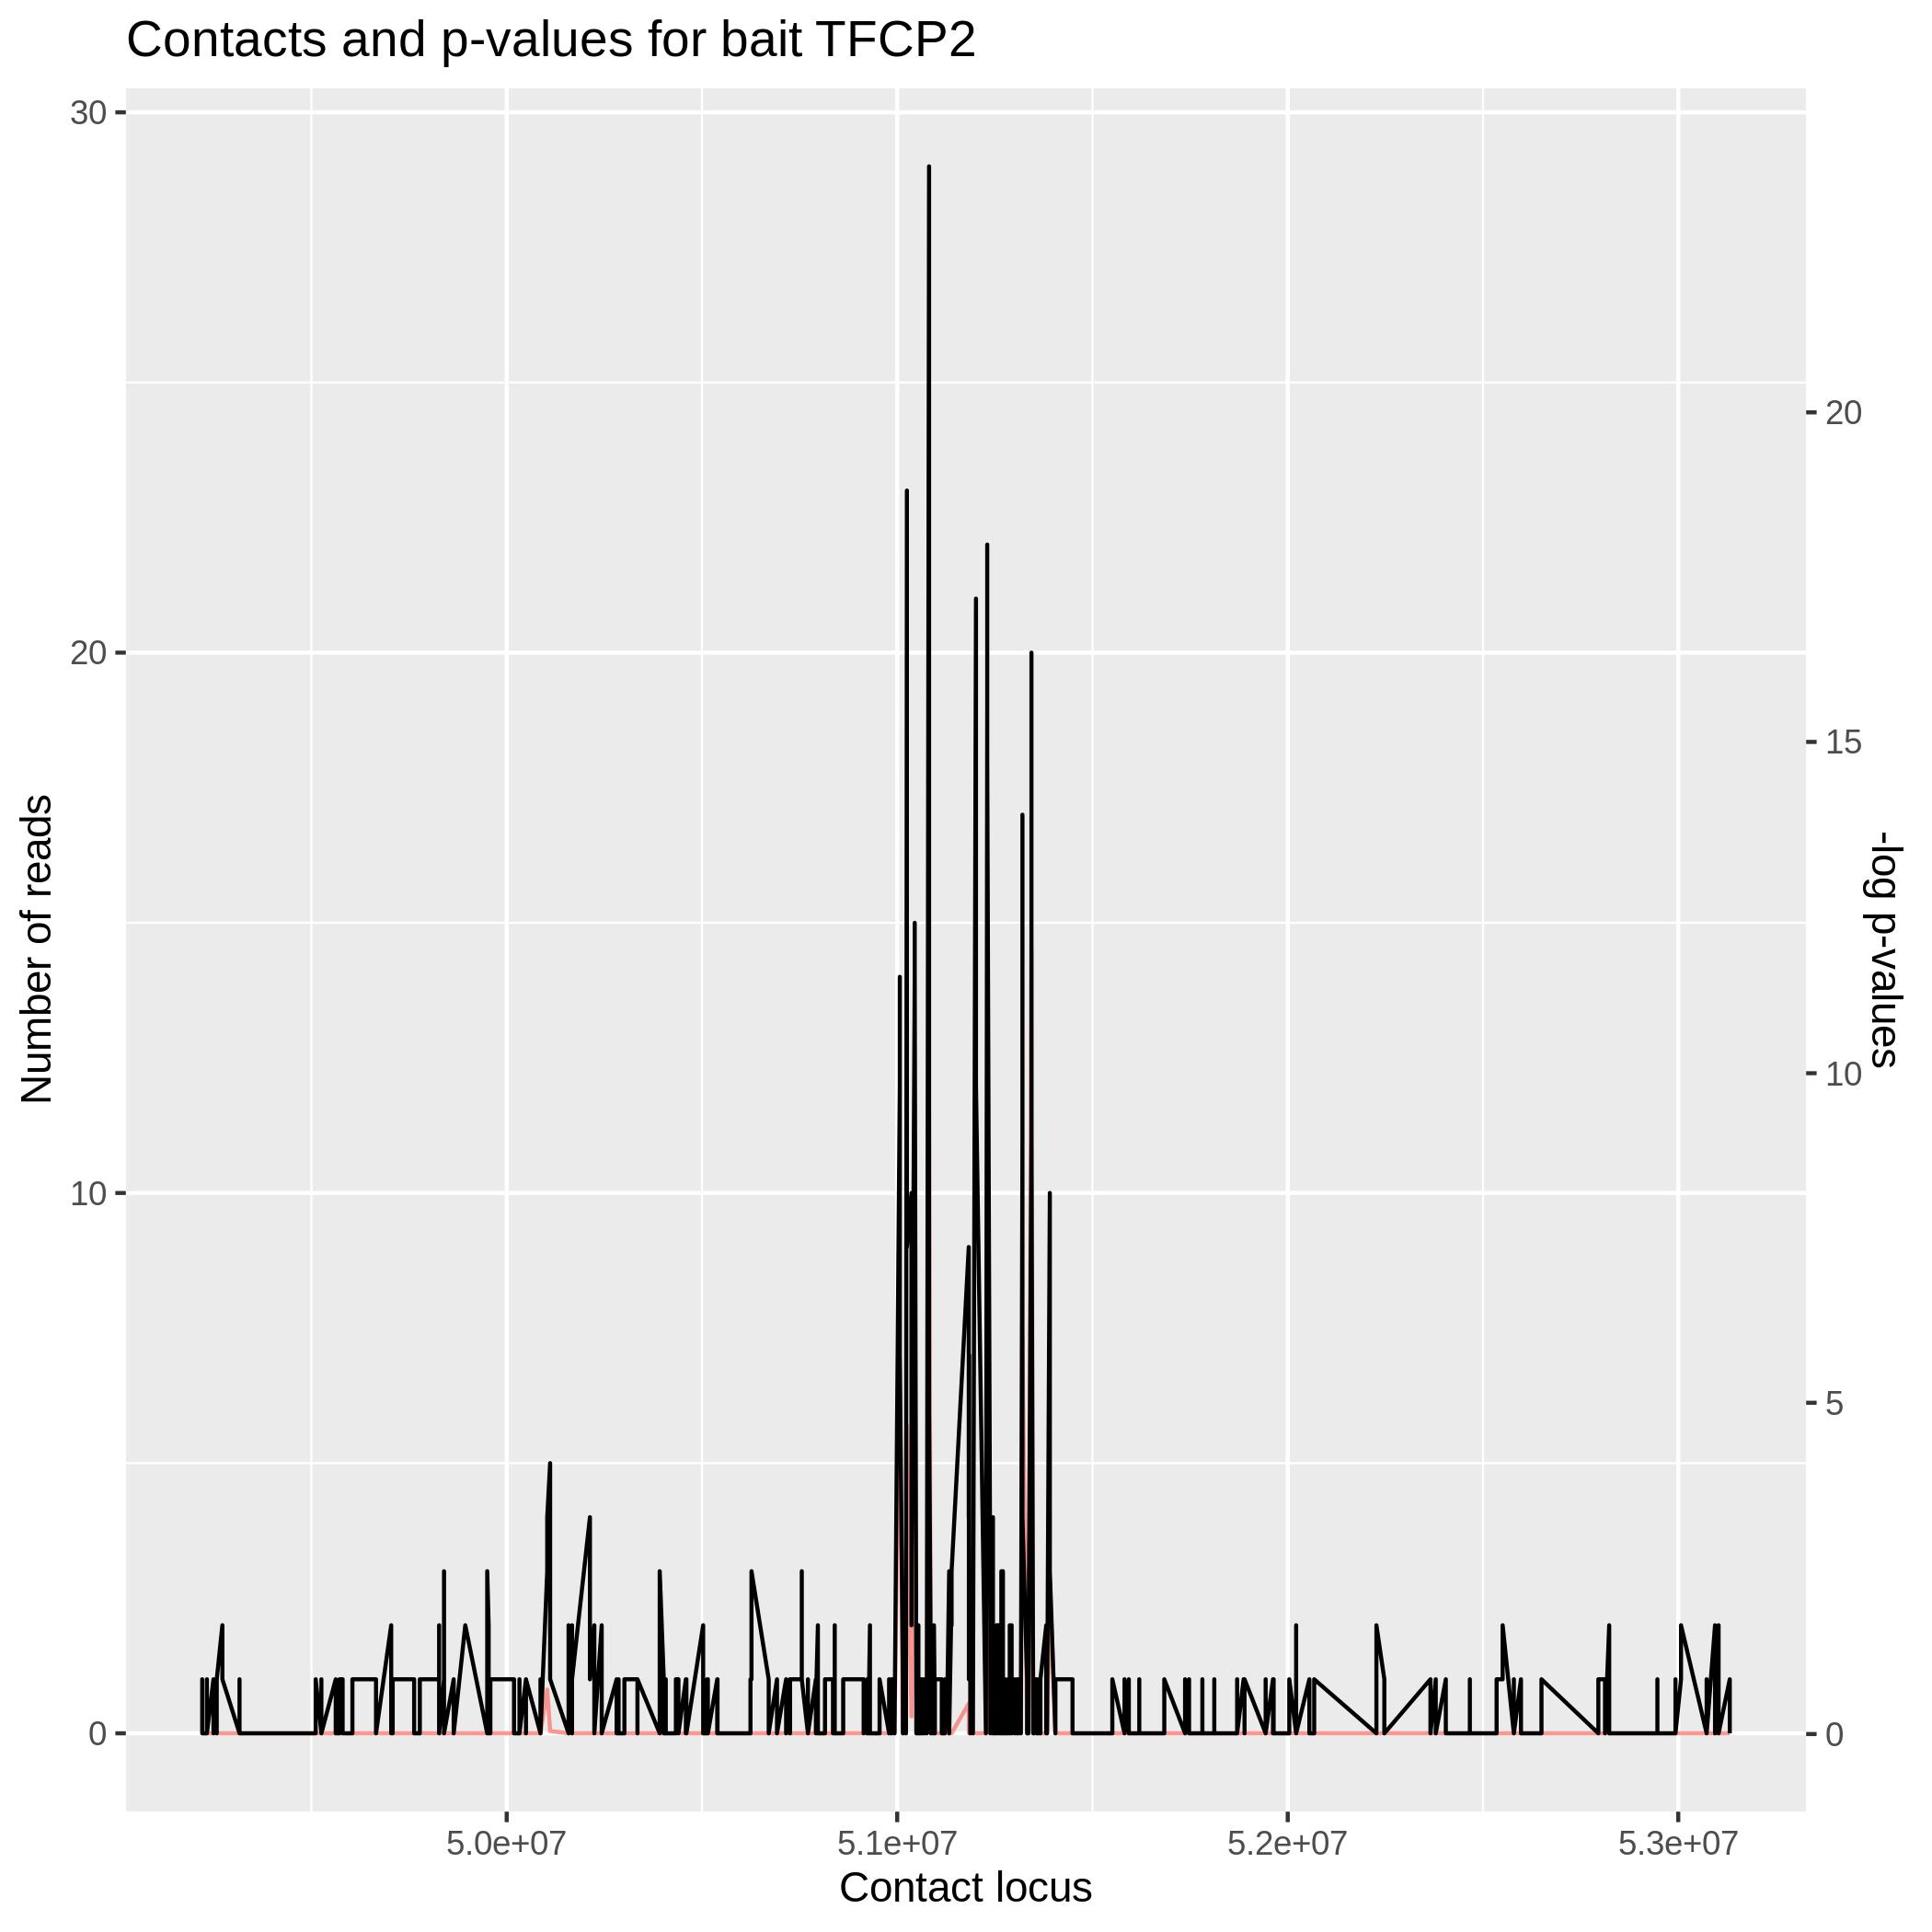 Contacts and p-values for bait TFCP2
30
20
10
0
Number of reads
20
15
10
5
0
-log p-values
5.0e+07 5.1e+07 5.2e+07 5.3e+07
Contact locus